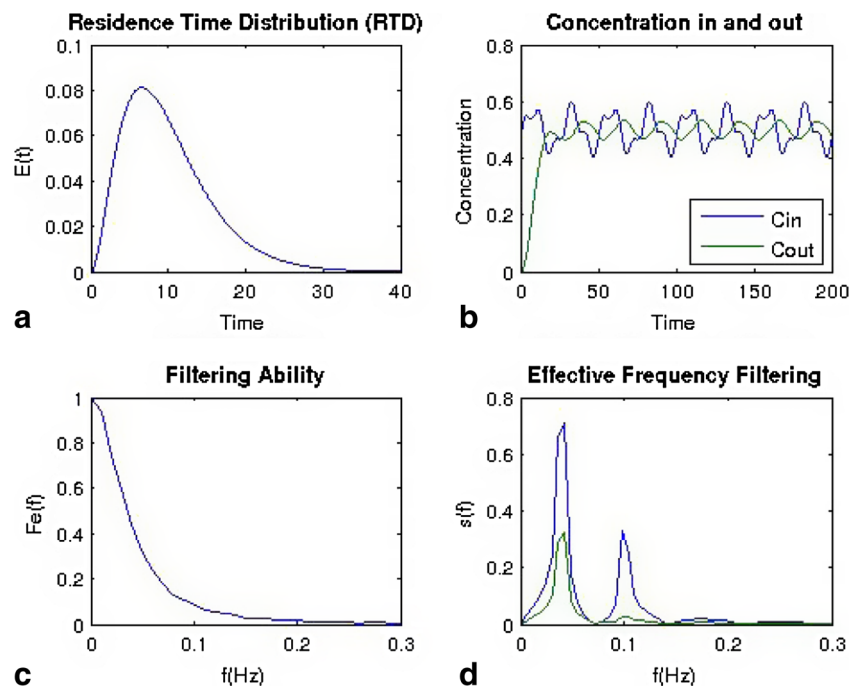 Residence Time Distribution (RTD)
0.1
0.08
0.06
0.04
0.02
0
E(t)
0 10 20 30 40
Time
a
Concentration in and out
0.8
0.6
0.4
0.2
0
Concentration
Cin
Cout
0 50 100 150 200
Time
b
Filtering Ability
1
0.8
0.6
0.4
0.2
0
Fe(f)
0 0.1 0.2 0.3
f(Hz)
c
Effective Frequency Filtering
0.8
0.6
0.4
0.2
0
s(f)
0 0.1 0.2 0.3
f(Hz)
d